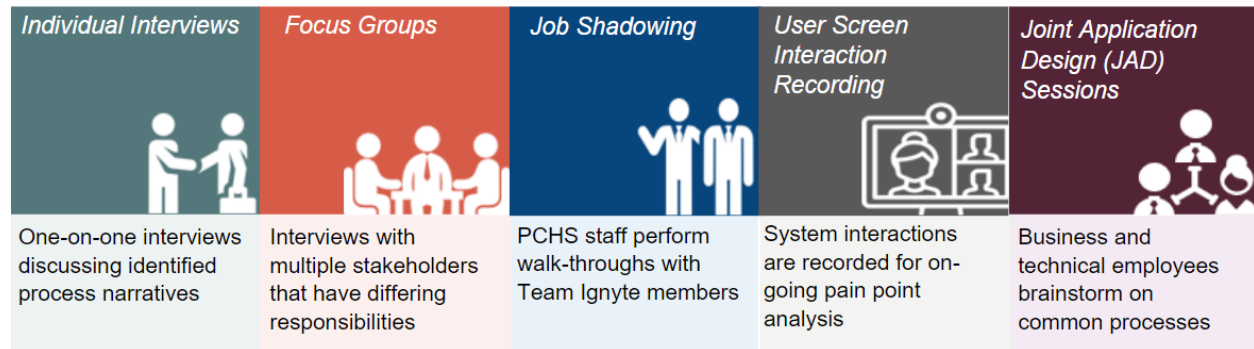 Individual Interviews
Focus Groups
Job Shadowing
User Screen
Interaction
Recording
Joint Application
Design (JAD)
Sessions
One-on-one interviews
discussing identified
process narratives
Interviews with
multiple stakeholders
that have differing
responsibilities
PCHS staff perform
walk-throughs with
Team Ignyte members
System interactions
are recorded for on-
going pain point
analysis
Business and
technical employees
brainstorm on
common processes